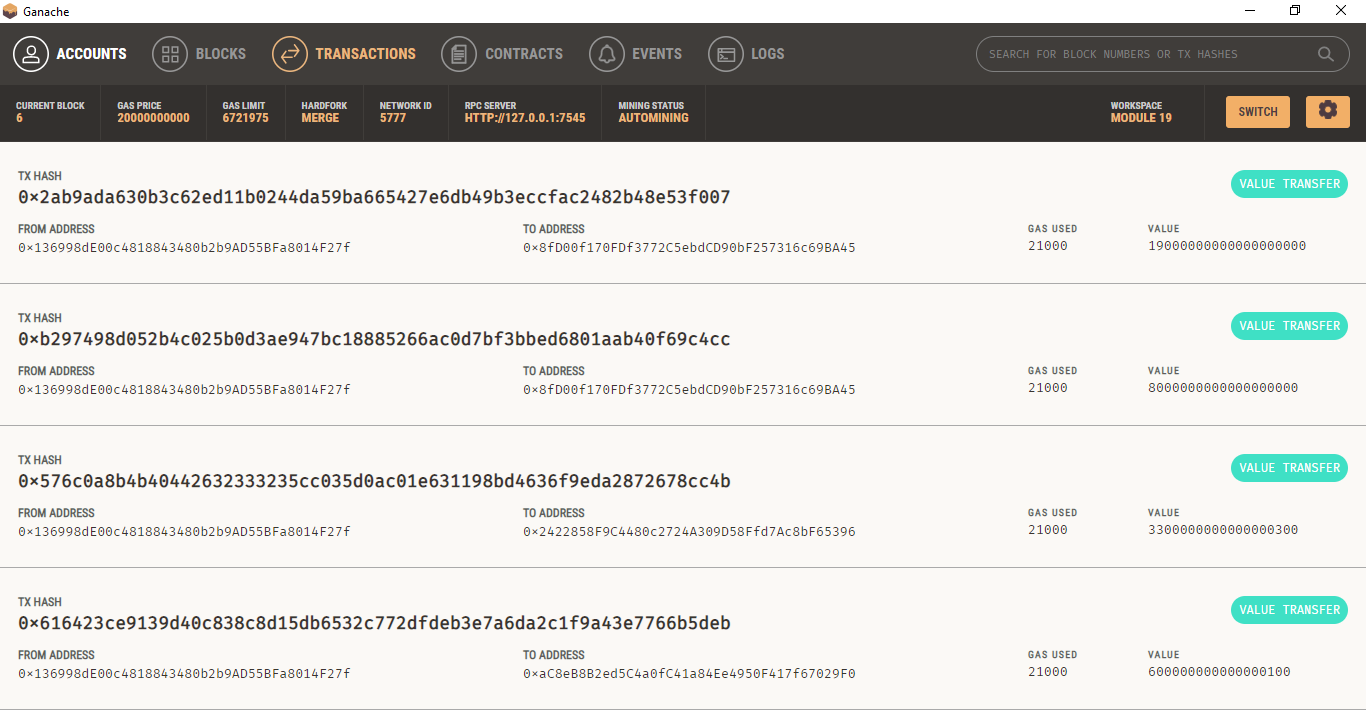 Ganache
ACCOUNTS BLOCKS TRANSACTIONS CONTRACTS EVENTS LOGS SEARCH FOR BLOCK NUMBERS OR TX HASHES
CURRENT BLOCK GAS PRICE GAS LIMIT HARDFORK NETWORK ID RPC SERVER MINING STATUS WORKSPACE
6 20000000000 6721975 MERGE 5777 HTTP://127.0.0.1:7545 AUTOMINING MODULE 19 SWITCH
TX HASH
0×2ab9ada630b3c62ed11b0244da59ba665427e6db49b3eccfac2482b48e53f007 VALUE TRANSFER
FROM ADDRESS TO ADDRESS GAS USED VALUE
0×136998dE00c4818843480b2b9AD55BFa8014F27f 0×8fD00f170FDf3772C5ebdCD90bF257316c69BA45 21000 19000000000000000000
TX HASH
0×b297498d052b4c025b0d3ae947bc18885266ac0d7bf3bbed6801aab40f69c4cc VALUE TRANSFER
FROM ADDRESS TO ADDRESS GAS USED VALUE
0×136998dE00c4818843480b2b9AD55BFa8014F27f 0×8fD00f170FDf3772C5ebdCD90bF257316c69BA45 21000 8000000000000000000
TX HASH
0×576c0a8b4b40442632333235cc035d0ac01e631198bd4636f9eda2872678cc4b VALUE TRANSFER
FROM ADDRESS TO ADDRESS GAS USED VALUE
0×136998dE00c4818843480b2b9AD55BFa8014F27f 0×2422858F9C4480c2724A309D58Ffd7Ac8bF65396 21000 3300000000000000300
TX HASH
0×616423ce9139d40c838c8d15db6532c772dfdeb3e7a6da2c1f9a43e7766b5deb VALUE TRANSFER
FROM ADDRESS TO ADDRESS GAS USED VALUE
0×136998dE00c4818843480b2b9AD55BFa8014F27f 0×aC8eB8B2ed5C4a0fC41a84Ee4950F417f67029F0 21000 600000000000000100